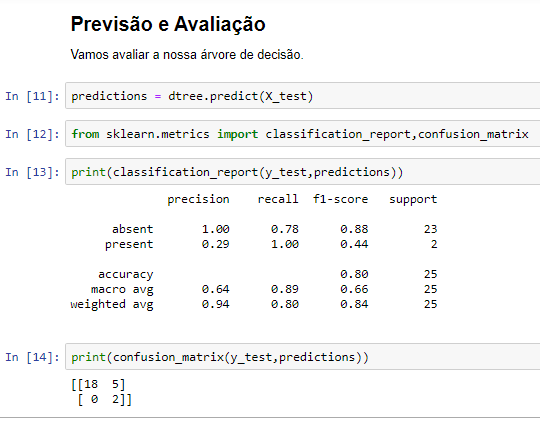 Previsão e Avaliação
Vamos avaliar a nossa árvore de decisão.
In [11]: predictions = dtree.predict(X_test)
In [12]: from sklearn.metrics import classification_report,confusion_matrix
In [13]: print(classification_report(y_test,predictions))
precision recall f1-score support
absent 1.00 0.78 0.88 23
present 0.29 1.00 0.44 2
accuracy 0.80 25
macro avg 0.64 0.89 0.66 25
weighted avg 0.94 0.80 0.84 25
In [14]: print(confusion_matrix(y_test,predictions))
[[18 5]
[ 0 2]]